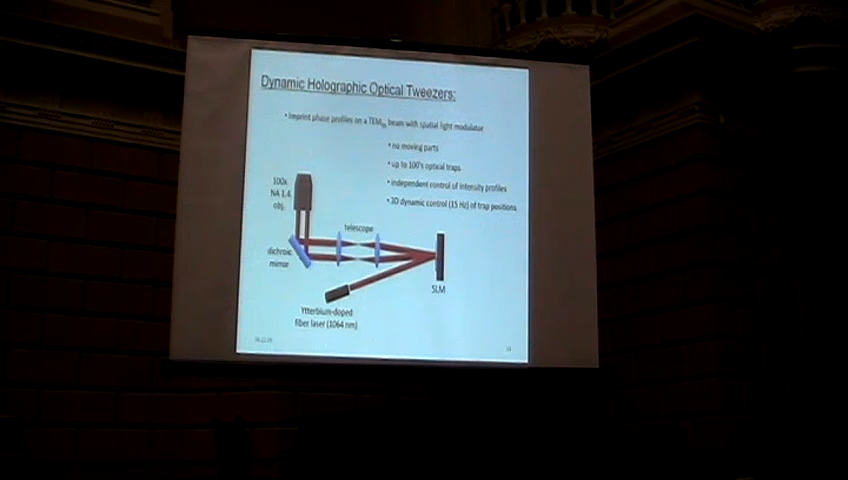 Dynamic Holographic Optical Tweezers:
• Imprint phase profiles on a TEM₀₀ beam with spatial light modulator
• no moving parts
• up to 100's optical traps
• independent control of intensity profiles
• 3D dynamic control (15 Hz) of trap positions
100x
NA 1.4
obj.
telescope
dichroic
mirror
SLM
Ytterbium-doped
fiber laser (1064 nm)